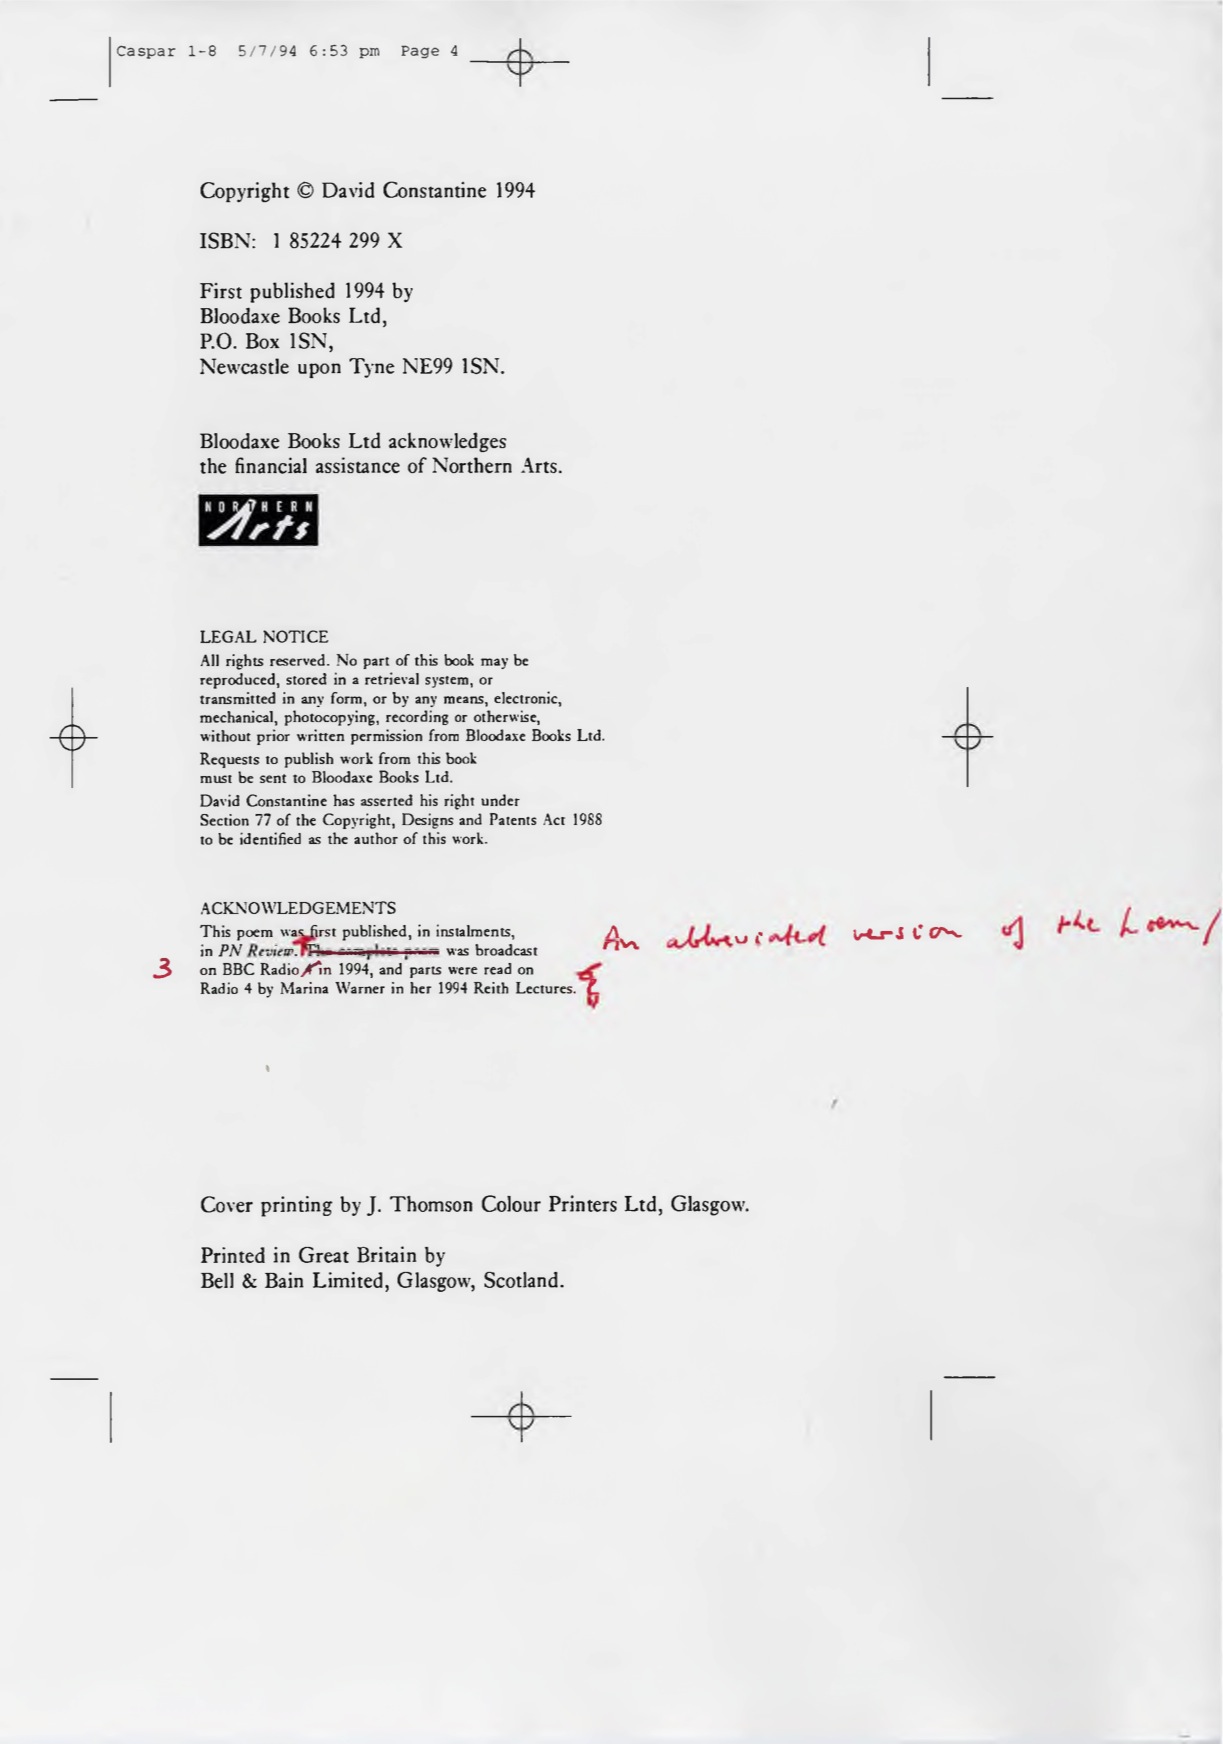 Caspar 1-8 5/7/94 6:53 pm Page 4
Copyright © David Constantine 1994
ISBN: 1 85224 299 X
First published 1994 by
Bloodaxe Books Ltd,
P.O. Box 1SN,
Newcastle upon Tyne NE99 1SN.
Bloodaxe Books Ltd acknowledges
the financial assistance of Northern Arts.
NORTHERN
Arts
LEGAL NOTICE
All rights reserved. No part of this book may be
reproduced, stored in a retrieval system, or
transmitted in any form, or by any means, electronic,
mechanical, photocopying, recording or otherwise,
without prior written permission from Bloodaxe Books Ltd.
Requests to publish work from this book
must be sent to Bloodaxe Books Ltd.
David Constantine has asserted his right under
Section 77 of the Copyright, Designs and Patents Act 1988
to be identified as the author of this work.
ACKNOWLEDGEMENTS
This poem was first published, in instalments,
in PN Review. The complete poem was broadcast
An abbreviated version of the poem/
3
on BBC Radio in 1994, and parts were read on
Radio 4 by Marina Warner in her 1994 Reith Lectures.
Cover printing by J. Thomson Colour Printers Ltd, Glasgow.
Printed in Great Britain by
Bell & Bain Limited, Glasgow, Scotland.